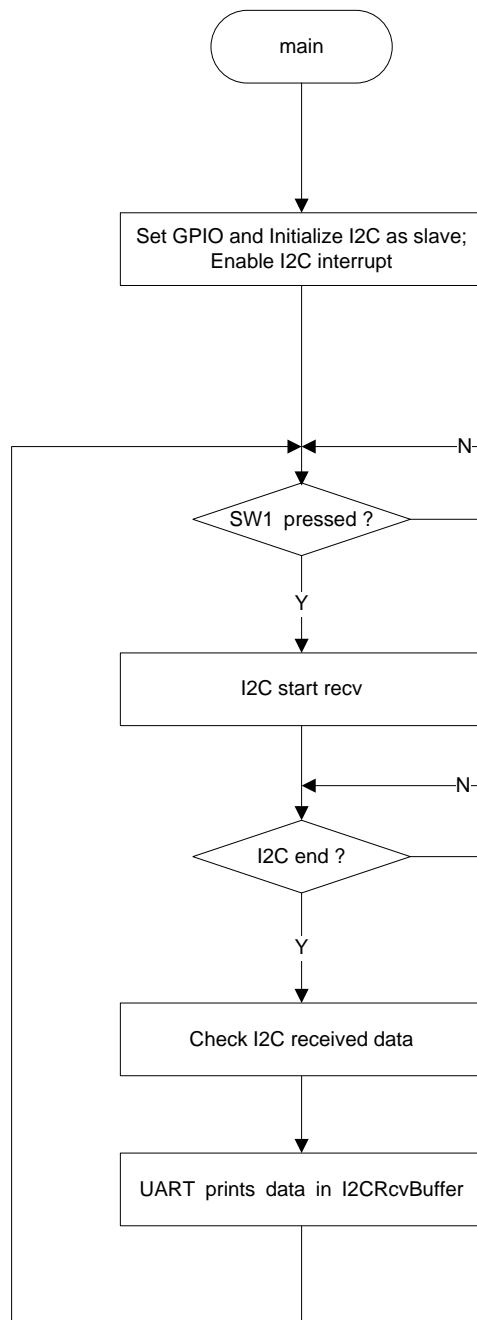 main
Set GPIO and Initialize I2C as slave;
Enable I2C interrupt
N
SW1 pressed ?
Y
I2C start recv
N
I2C end ?
Y
Check I2C received data
UART prints data in I2CRcvBuffer